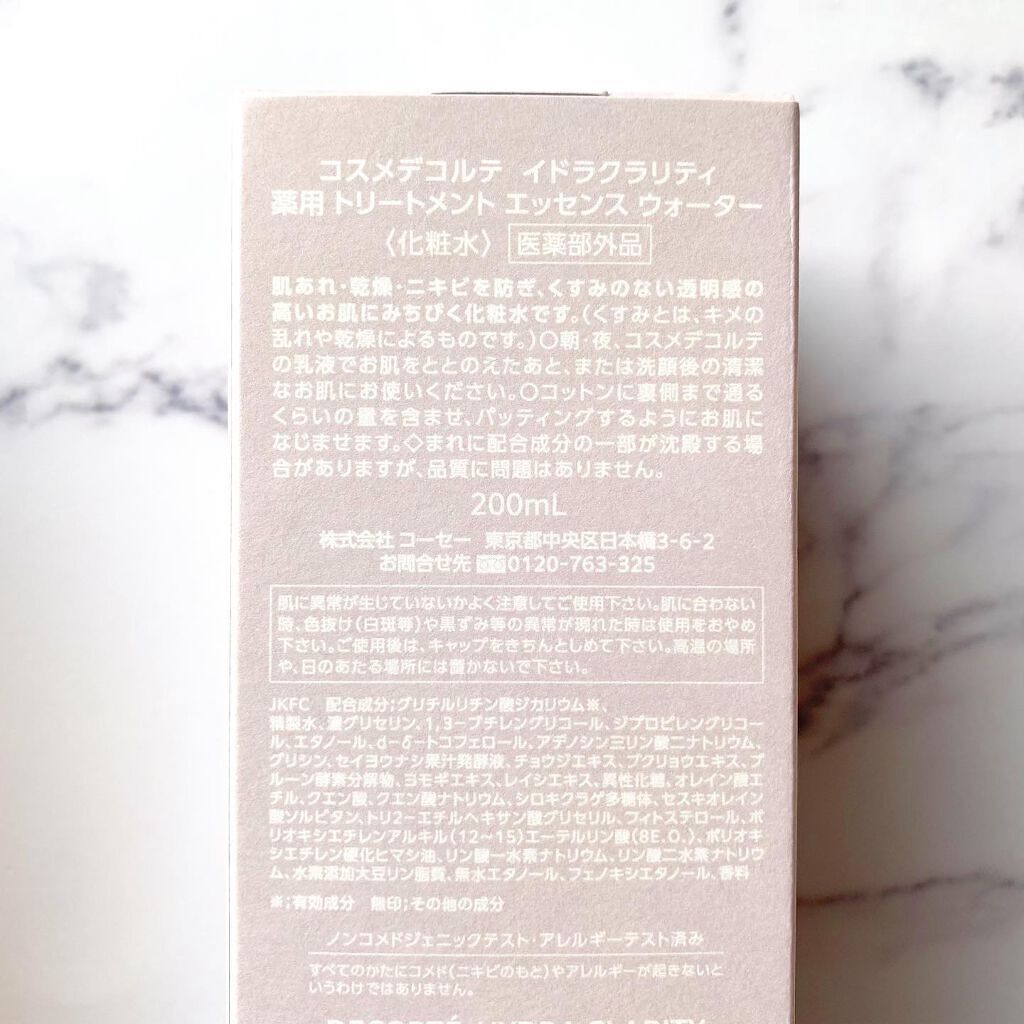 コスメデコルテ イドラクラリティ
薬用 トリートメント エッセンス ウォーター
〈化粧水〉 医薬部外品
肌あれ・乾燥・ニキビを防ぎ、くすみのない透明感の
高いお肌にみちびく化粧水です。(くすみとは、キメの
乱れや乾燥によるものです。)〇朝・夜、コスメデコルテ
の乳液でお肌をととのえたあと、または洗顔後の清潔
なお肌にお使いください。〇コットンに裏側まで通る
くらいの量を含ませ、パッティングするようにお肌に
なじませます。◇まれに配合成分の一部が沈殿する場
合がありますが、品質に問題はありません。
200mL
株式会社 コーセー 東京都中央区日本橋3-6-2
お問合せ先 0120-763-325
肌に異常が生じていないかよく注意してご使用下さい。肌に合わない
時、色抜け(白斑等)や黒ずみ等の異常が現れた時は使用をおやめ
下さい。ご使用後は、キャップをきちんとしめて下さい。高温の場所
や、日のあたる場所には置かないで下さい。
JKFC 配合成分;グリチルリチン酸ジカリウム※、
精製水、濃グリセリン、1,3-ブチレングリコール、ジプロピレングリコー
ル、エタノール、d-δ-トコフェロール、アデノシン三リン酸二ナトリウム、
グリシン、セイヨウナシ果汁発酵液、チョウジエキス、ブクリョウエキス、プ
ルーン酵素分解物、ヨモギエキス、レイシエキス、異性化糖、オレイン酸エ
チル、クエン酸、クエン酸ナトリウム、シロキクラゲ多糖体、セスキオレイン
酸ソルビタン、トリ2-エチルヘキサン酸グリセリル、フィトステロール、ポ
リオキシエチレンアルキル(12~15)エーテルリン酸(8E.O.)、ポリオキ
シエチレン硬化ヒマシ油、リン酸一水素ナトリウム、リン酸二水素ナトリウ
ム、水素添加大豆リン脂質、無水エタノール、フェノキシエタノール、香料
※;有効成分 無印;その他の成分
ノンコメドジェニックテスト・アレルギーテスト済み
すべてのかたにコメド(ニキビのもと)やアレルギーが起きないと
いうわけではありません。
DECORTÉ HYDRA CLARITY